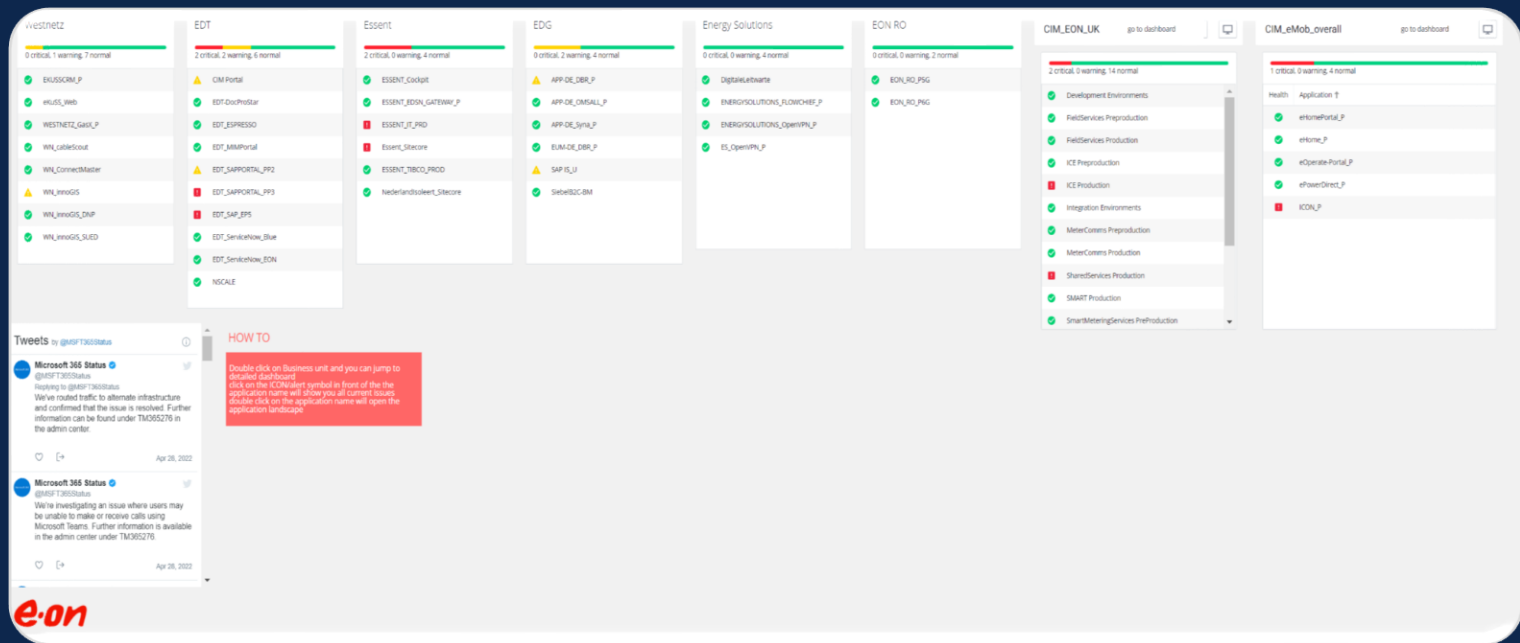 Westnetz
0 critical, 1 warning, 7 normal
EKUSSCRM_P
eKuSS_Web
WESTNETZ_GasX_P
WN_cableScout
WN_ConnectMaster
WN_innoGIS
WN_innoGIS_DNP
WN_innoGIS_SUED
EDT
2 critical, 2 warning, 6 normal
CIM Portal
EDT-DocProStar
EDT_ESPRESSO
EDT_MIMPortal
EDT_SAPPORTAL_PP2
EDT_SAPPORTAL_PP3
EDT_SAP_EP5
EDT_ServiceNow_Blue
EDT_ServiceNow_EON
NSCALE
Essent
2 critical, 0 warning, 4 normal
ESSENT_Cockpit
ESSENT_EDSN_GATEWAY_P
ESSENT_IT_PRD
Essent_Sitecore
ESSENT_TIBCO_PROD
NederlandIsoleert_Sitecore
EDG
0 critical, 2 warning, 4 normal
APP-DE_DBR_P
APP-DE_OMSALL_P
APP-DE_Syna_P
EUM-DE_DBR_P
SAP IS_U
SiebelB2C-BM
Energy Solutions
0 critical, 0 warning, 4 normal
DigitaleLeitwarte
ENERGYSOLUTIONS_FLOWCHIEF_P
ENERGYSOLUTIONS_OpenVPN_P
ES_OpenVPN_P
EON RO
0 critical, 0 warning, 2 normal
EON_RO_P5G
EON_RO_P6G
CIM_EON_UK
go to dashboard
2 critical, 0 warning, 14 normal
Development Environments
FieldServices Preproduction
FieldServices Production
ICE Preproduction
ICE Production
Integration Environments
MeterComms Preproduction
MeterComms Production
SharedServices Production
SMART Production
SmartMeteringServices PreProduction
CIM_eMob_overall
go to dashboard
1 critical, 0 warning, 4 normal
Health Application ↑
eHomePortal_P
eHome_P
eOperate-Portal_P
ePowerDirect_P
ICON_P
Tweets by @MSFT365Status
Microsoft 365 Status
@MSFT365Status
Replying to @MSFT365Status
We've routed traffic to alternate infrastructure
and confirmed that the issue is resolved. Further
information can be found under TM365276 in
the admin center.
Apr 28, 2022
Microsoft 365 Status
@MSFT365Status
We're investigating an issue where users may
be unable to make or receive calls using
Microsoft Teams. Further information is available
in the admin center under TM365276.
Apr 28, 2022
HOW TO
Double click on Business unit and you can jump to
detailed dashboard
click on the ICON/alert symbol in front of the the
application name will show you all current issues
double click on the application name will open the
application landscape
e·on